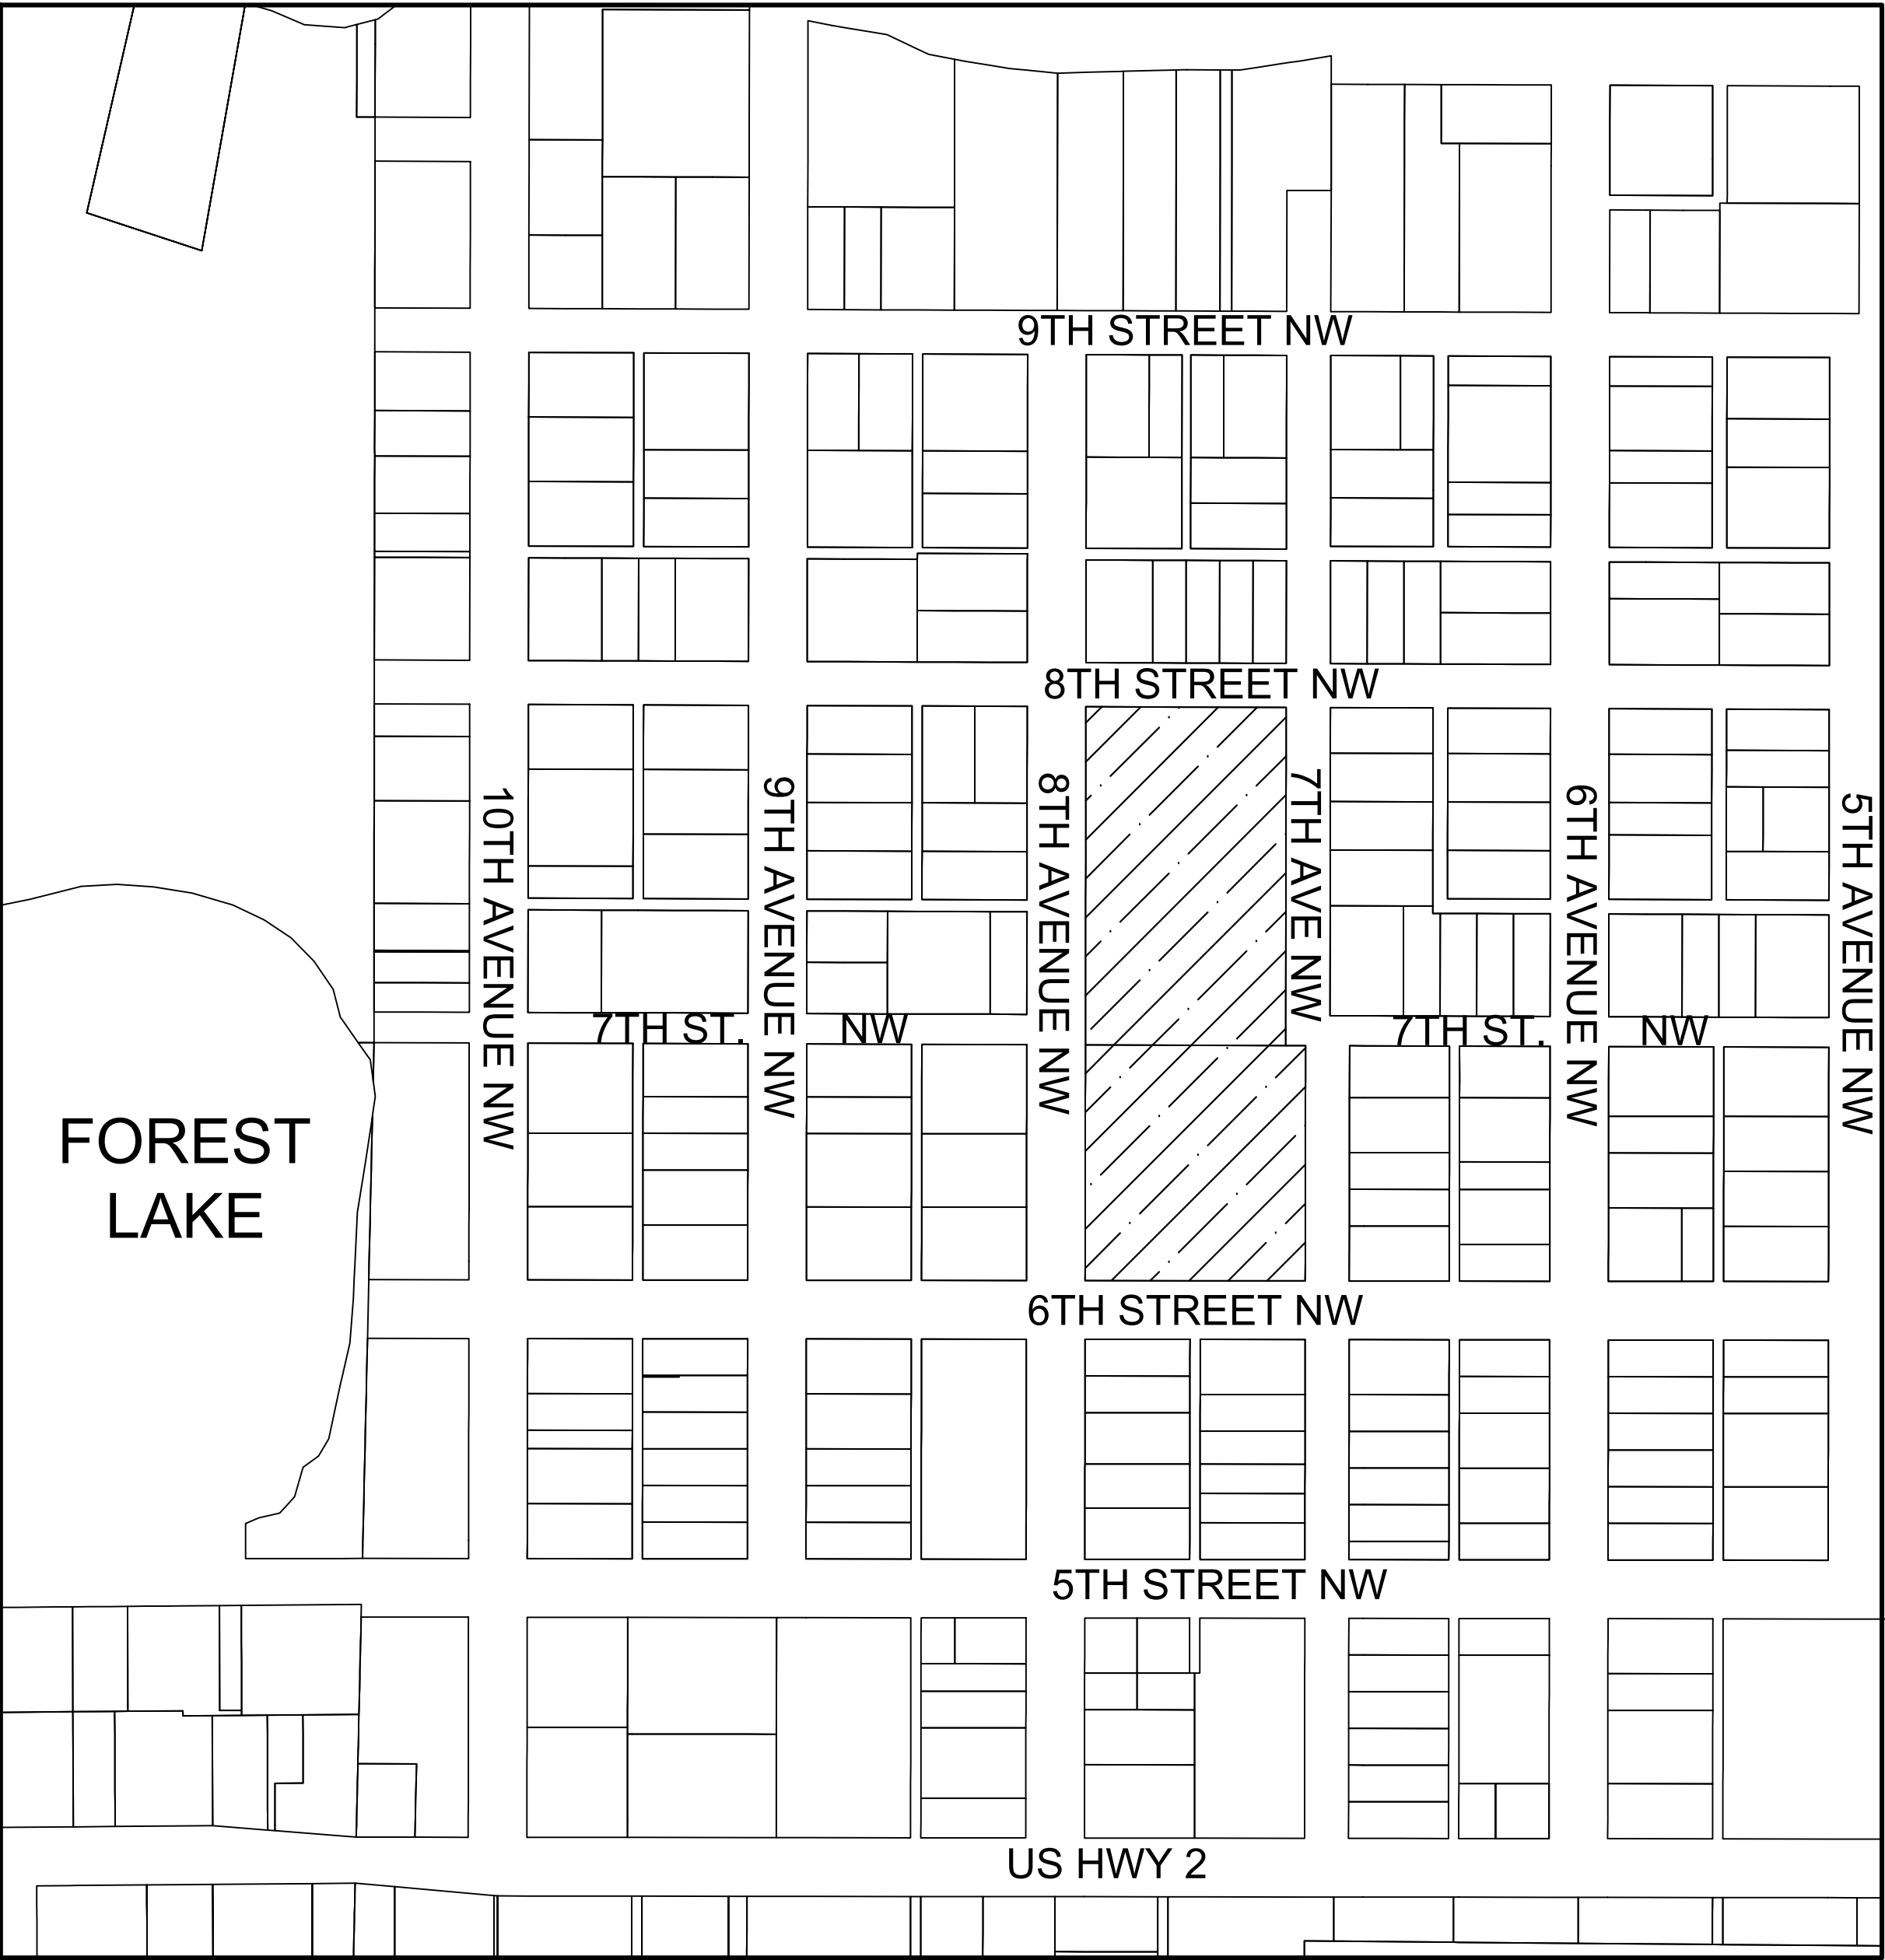 9TH STREET NW
8TH STREET NW
10TH AVENUE NW
9TH AVENUE NW
8TH AVENUE NW
7TH AVE NW
6TH AVENUE NW
5TH AVENUE NW
7TH ST. NW
7TH ST. NW
FOREST
LAKE
6TH STREET NW
5TH STREET NW
US HWY 2